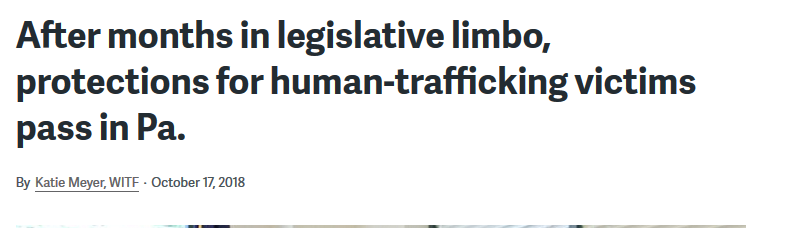 After months in legislative limbo,
protections for human-trafficking victims
pass in Pa.
By Katie Meyer, WITF · October 17, 2018